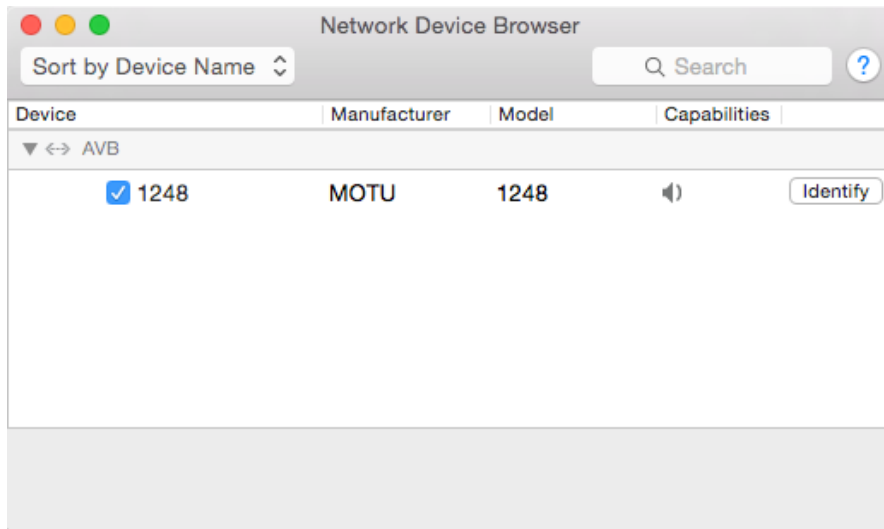 Network Device Browser
Sort by Device Name Search ?
Device Manufacturer Model Capabilities
AVB
1248 MOTU 1248 Identify